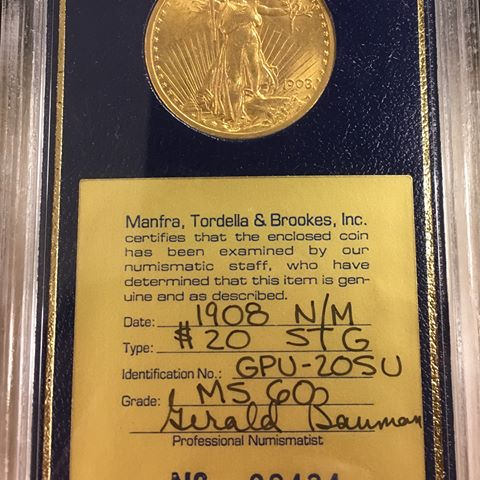 1908
Manfra, Tordella & Brookes, Inc.
certifies that the enclosed coin
has been examined by our
numismatic staff, who have
determined that this item is gen-
uine and as described.
Date: 1908 N/M
Type: $20 STG
Identification No.: GPU-20SU
Grade: MS 60
Gerald Bauman
Professional Numismatist